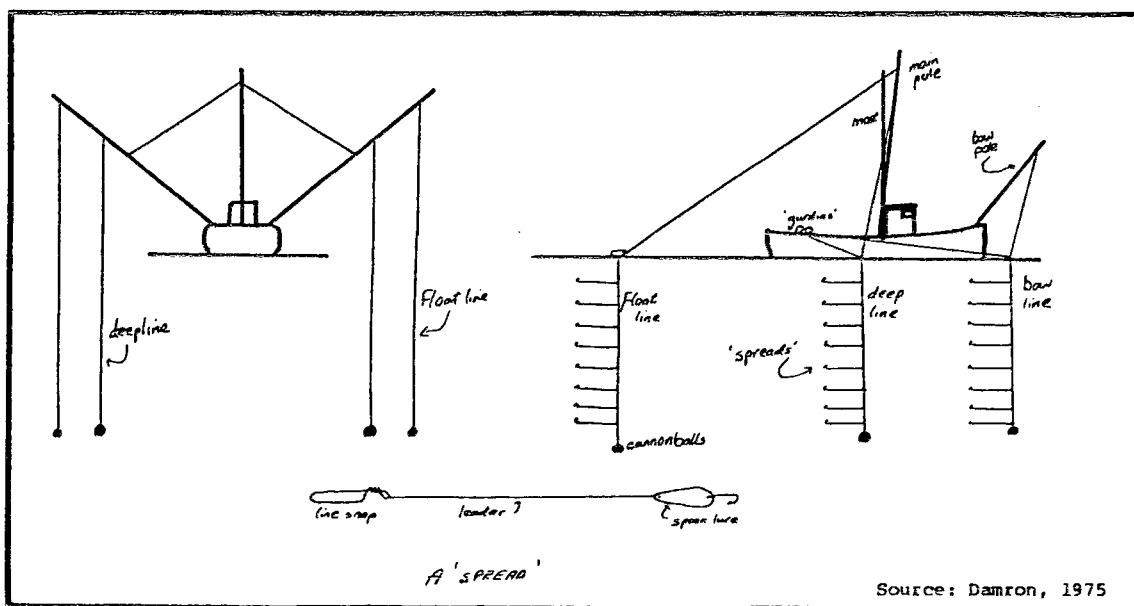 deepline
Float line
main
pole
mast
bow
pole
'gurdies'
Float
line
deep
line
bow
line
'spreads'
cannonballs
line snap
leader
spoon lure
A 'SPREAD'
Source: Damron, 1975